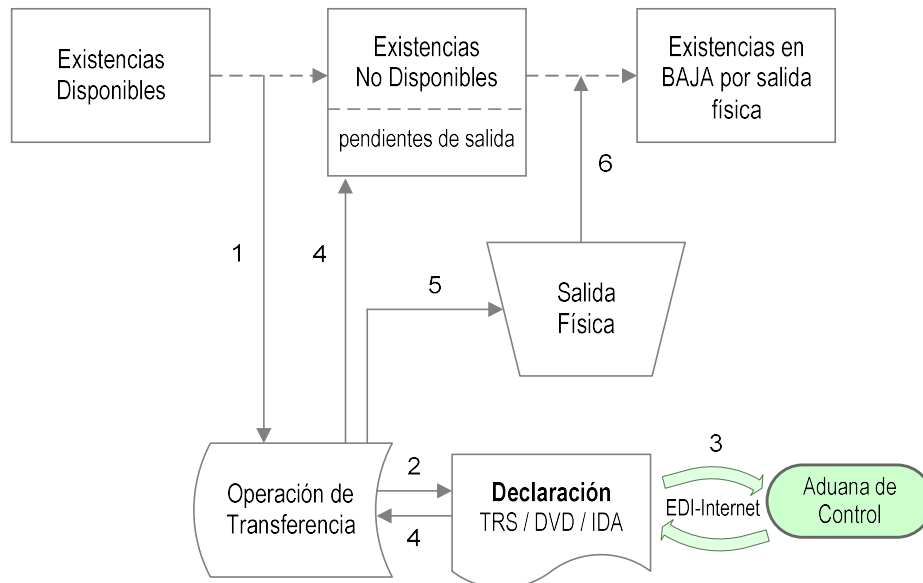 Existencias
Disponibles
Existencias
No Disponibles
pendientes de salida
Existencias en
BAJA por salida
física
1
4
5
6
Salida
Física
Operación de
Transferencia
2
4
Declaración
TRS / DVD / IDA
3
EDI-Internet
Aduana de
Control